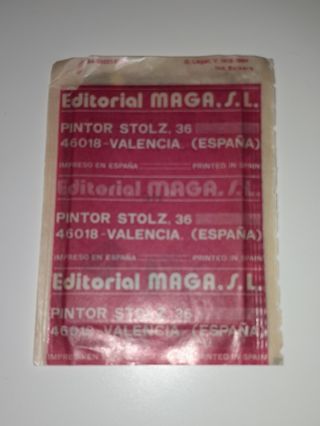 Editorial MAGA, S.L.
PINTOR STOLZ, 36
46018-VALENCIA. (ESPAÑA)
IMPRESO EN ESPAÑA PRINTED IN SPAIN
Editorial MAGA, S.L.
PINTOR STOLZ, 36
46018-VALENCIA. (ESPAÑA)
IMPRESO EN ESPAÑA PRINTED IN SPAIN
Editorial MAGA, S.L.
PINTOR STOLZ, 36
46018-VALENCIA. (ESPAÑA)
EN ESPAÑA PRINTED IN SPAIN